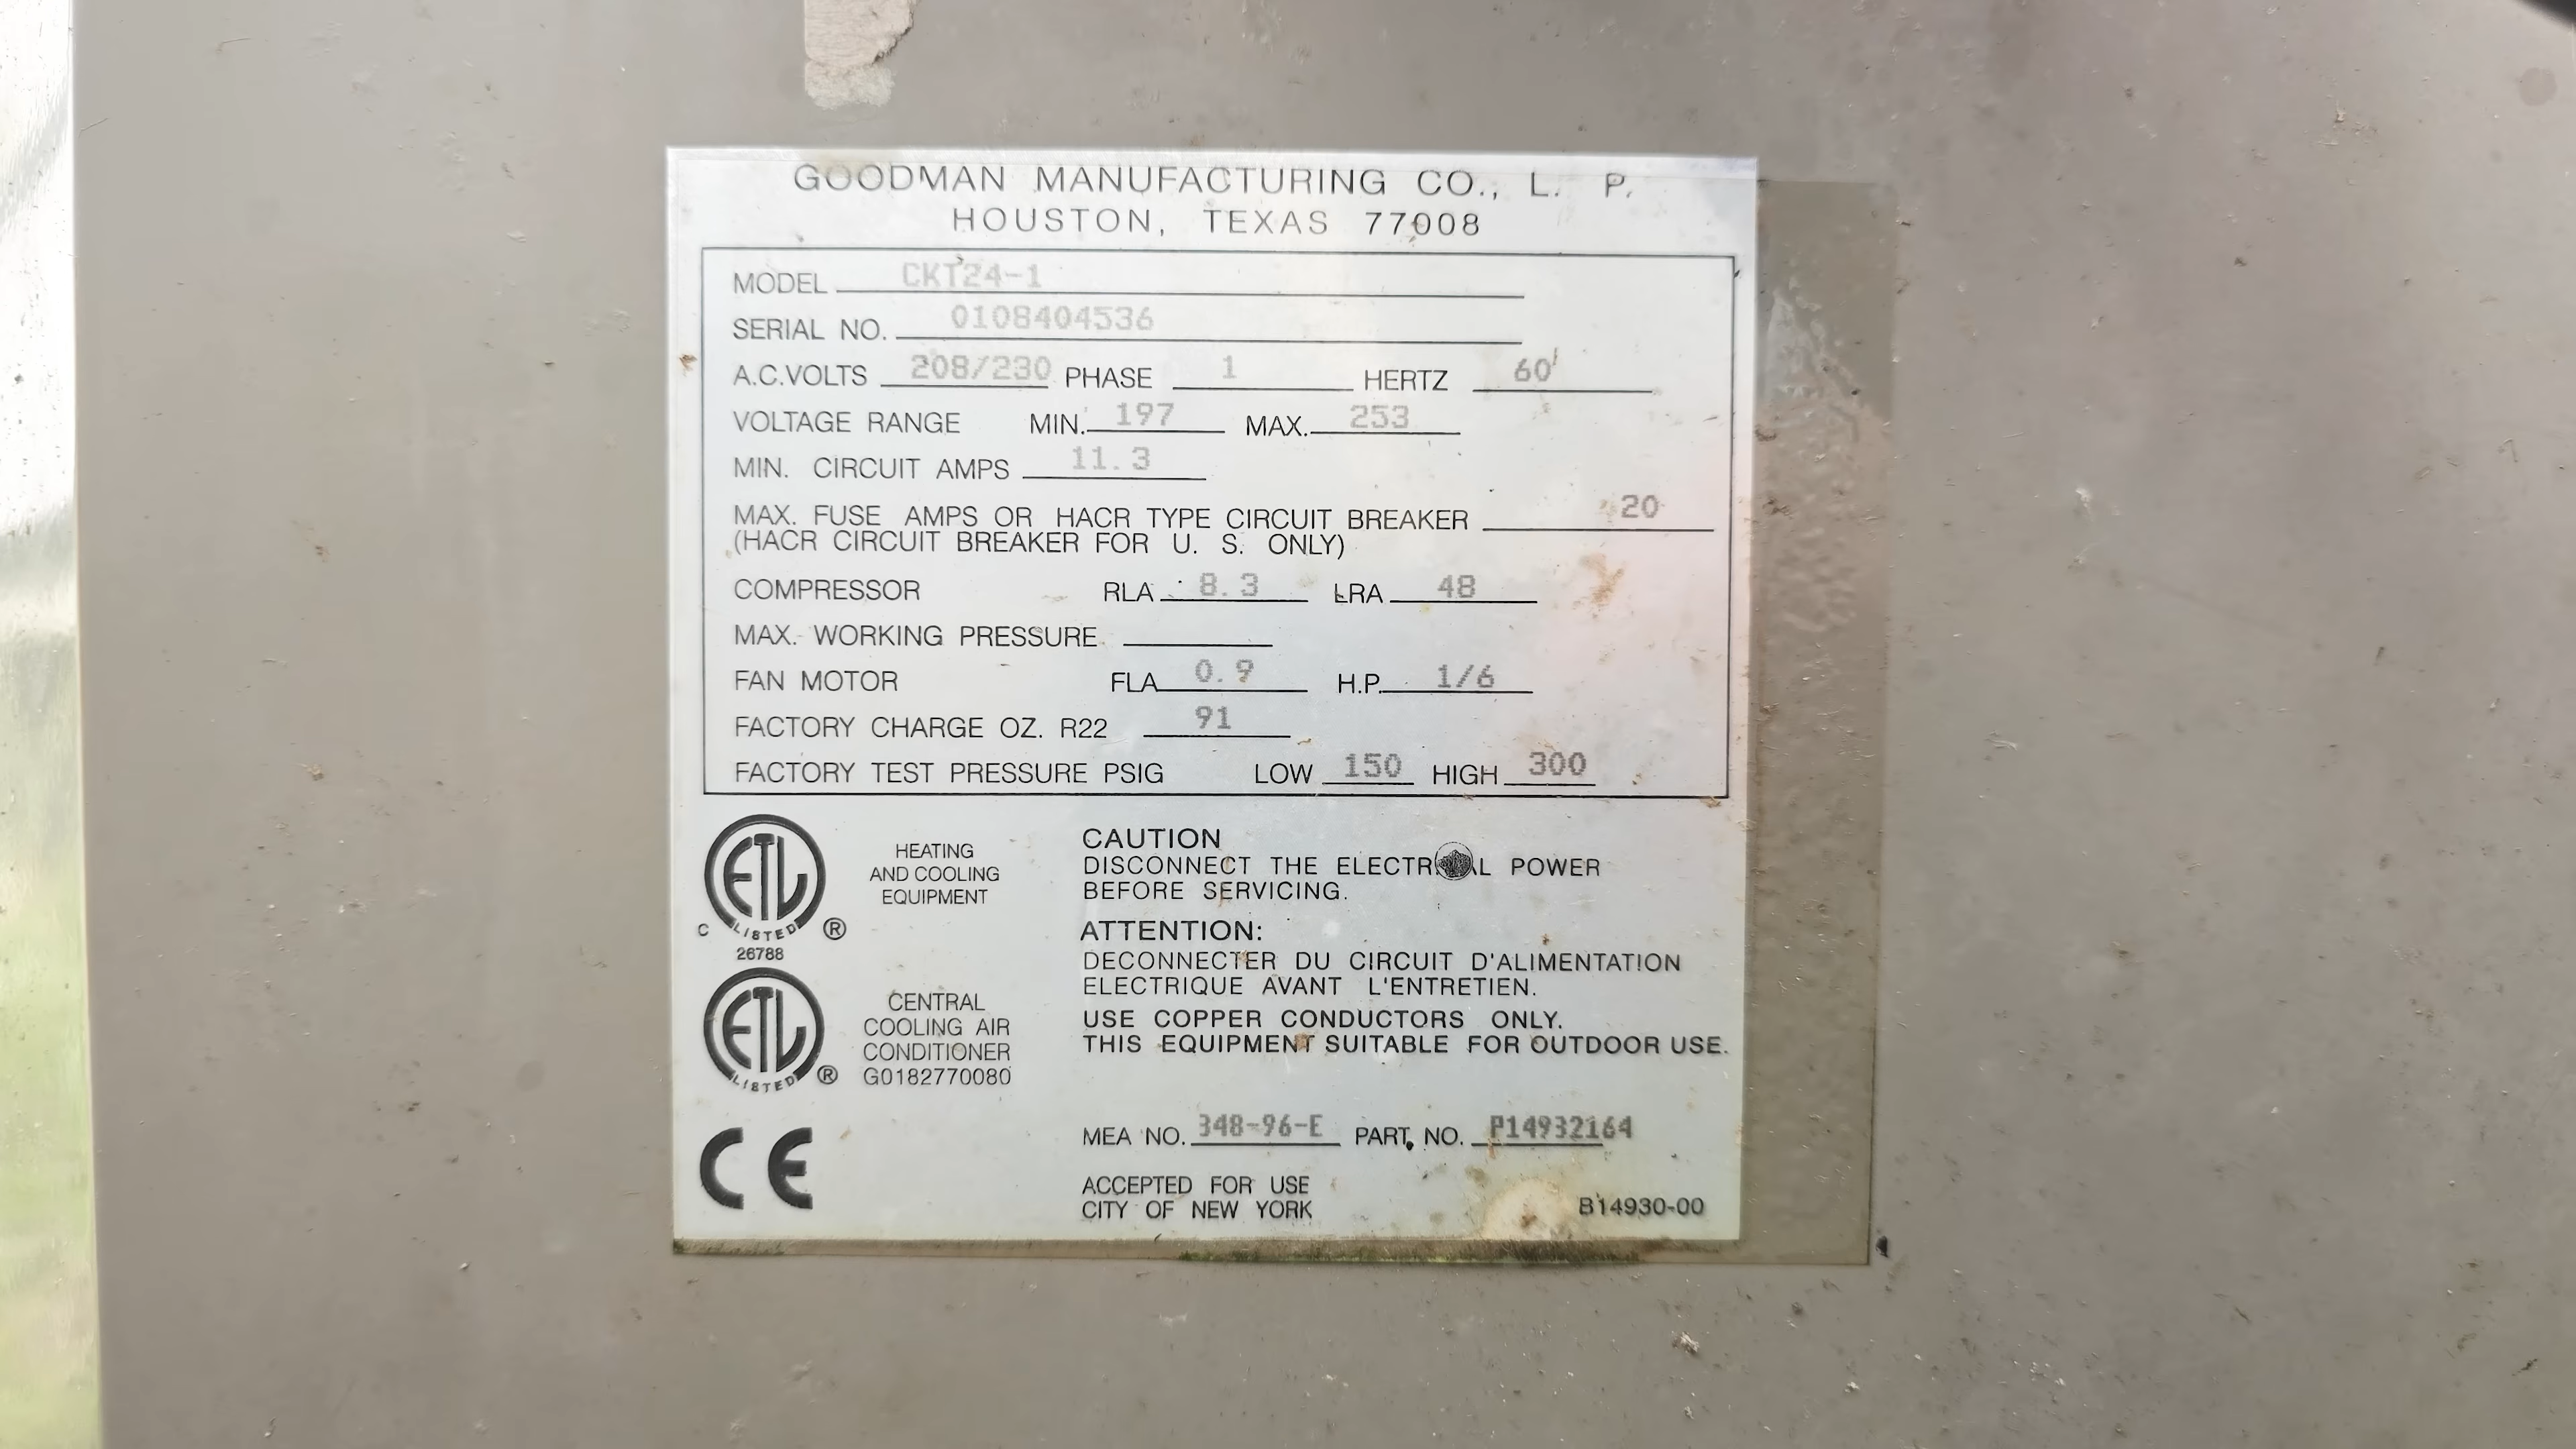 GOODMAN MANUFACTURING CO., L. P.
HOUSTON, TEXAS 77008
MODEL CKT24-1
SERIAL NO. 0108404536
A.C.VOLTS 208/230 PHASE 1 HERTZ 60
VOLTAGE RANGE MIN. 197 MAX. 253
MIN. CIRCUIT AMPS 11.3
MAX. FUSE AMPS OR HACR TYPE CIRCUIT BREAKER 20
(HACR CIRCUIT BREAKER FOR U. S. ONLY)
COMPRESSOR RLA 8.3 LRA 48
MAX. WORKING PRESSURE
FAN MOTOR FLA 0.9 H.P. 1/6
FACTORY CHARGE OZ. R22 91
FACTORY TEST PRESSURE PSIG LOW 150 HIGH 300
ETL
C LISTED ®
26788
HEATING
AND COOLING
EQUIPMENT
ETL
LISTED ®
CENTRAL
COOLING AIR
CONDITIONER
G0182770080
CE
CAUTION
DISCONNECT THE POWER
BEFORE SERVICING.
ATTENTION:
DECONNECTER DU CIRCUIT D'ALIMENTATION
ELECTRIQUE AVANT L'ENTRETIEN.
USE COPPER CONDUCTORS ONLY.
THIS EQUIPMENT SUITABLE FOR OUTDOOR USE.
MEA NO. 348-96-E PART NO. P14932164
ACCEPTED FOR USE
CITY OF NEW YORK
B14930-00